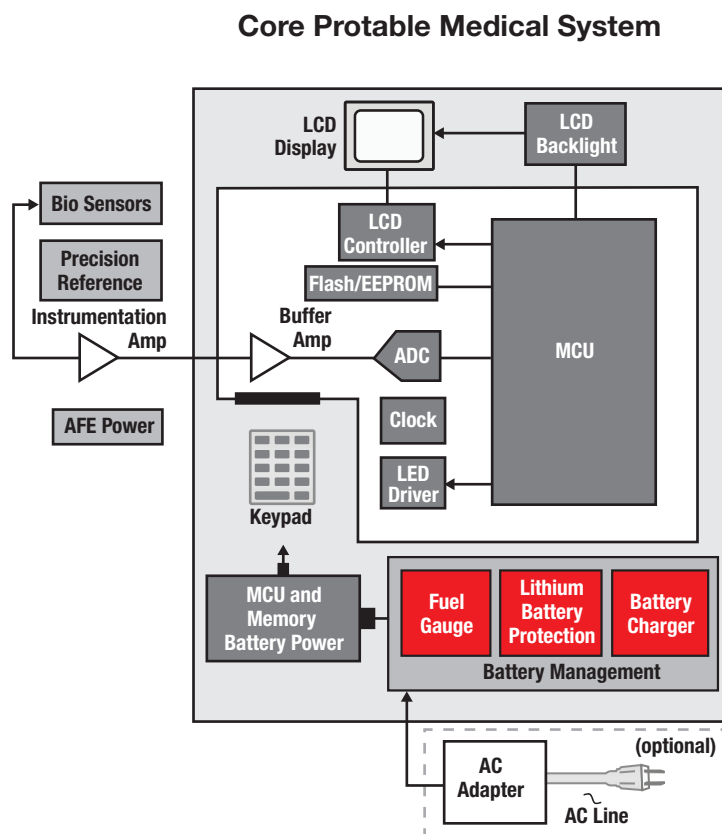 Core Protable Medical System
LCD
Display
LCD
Backlight
Bio Sensors
Precision
Reference
LCD
Controller
Flash/EEPROM
Instrumentation
Amp
Buffer
Amp
ADC
MCU
AFE Power
Clock
LED
Driver
Keypad
MCU and
Memory
Battery Power
Fuel
Gauge
Lithium
Battery
Protection
Battery
Charger
Battery Management
(optional)
AC
Adapter
AC Line